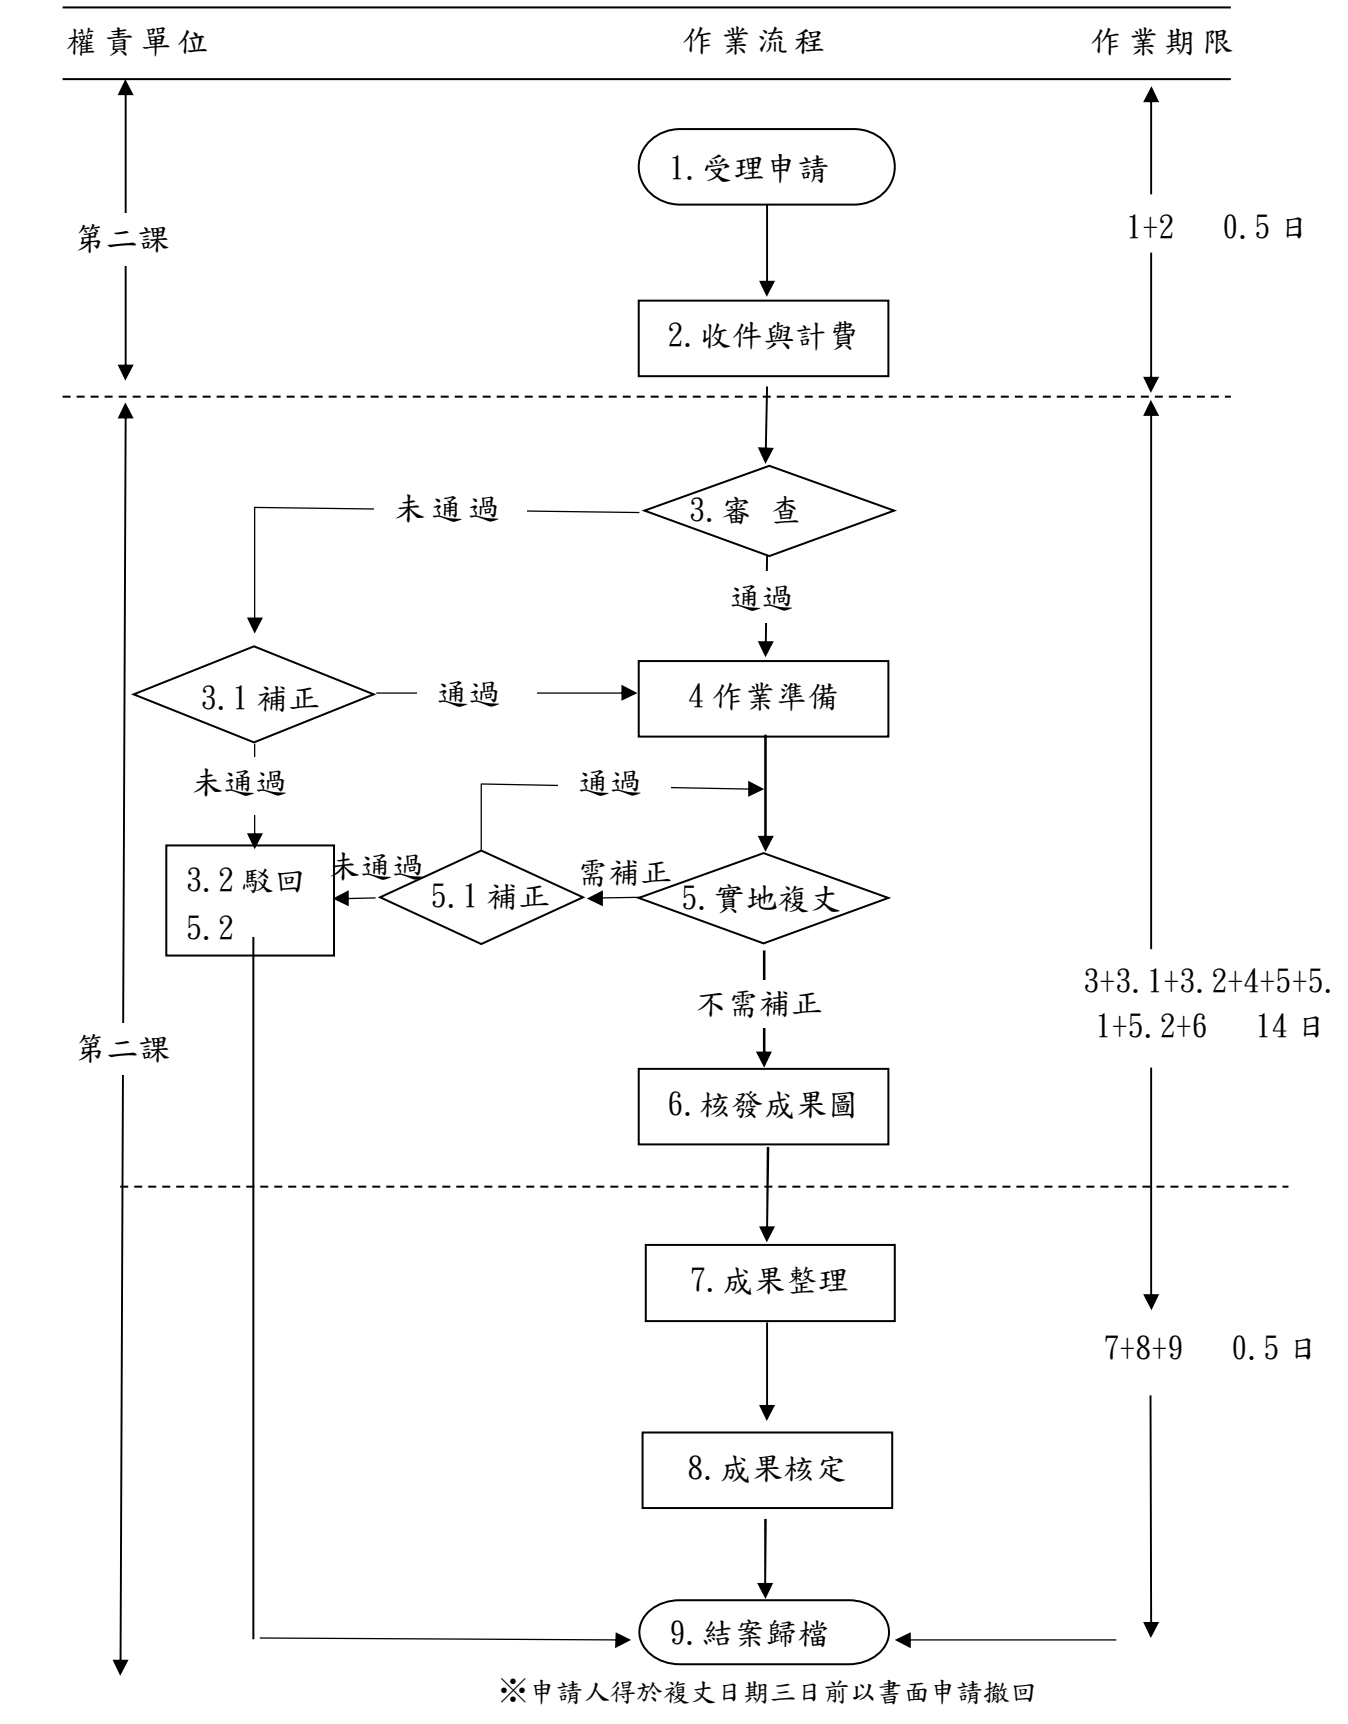 權責單位 作業流程 作業期限
1.受理申請
第二課
1+2 0.5日
2.收件與計費
未通過
3.審 查
通過
3.1補正
通過
4作業準備
未通過
通過
3.2駁回
5.2
未通過
5.1補正
需補正
5.實地複丈
不需補正
3+3.1+3.2+4+5+5.
1+5.2+6 14日
第二課
6.核發成果圖
7.成果整理
7+8+9 0.5日
8.成果核定
9.結案歸檔
※申請人得於複丈日期三日前以書面申請撤回